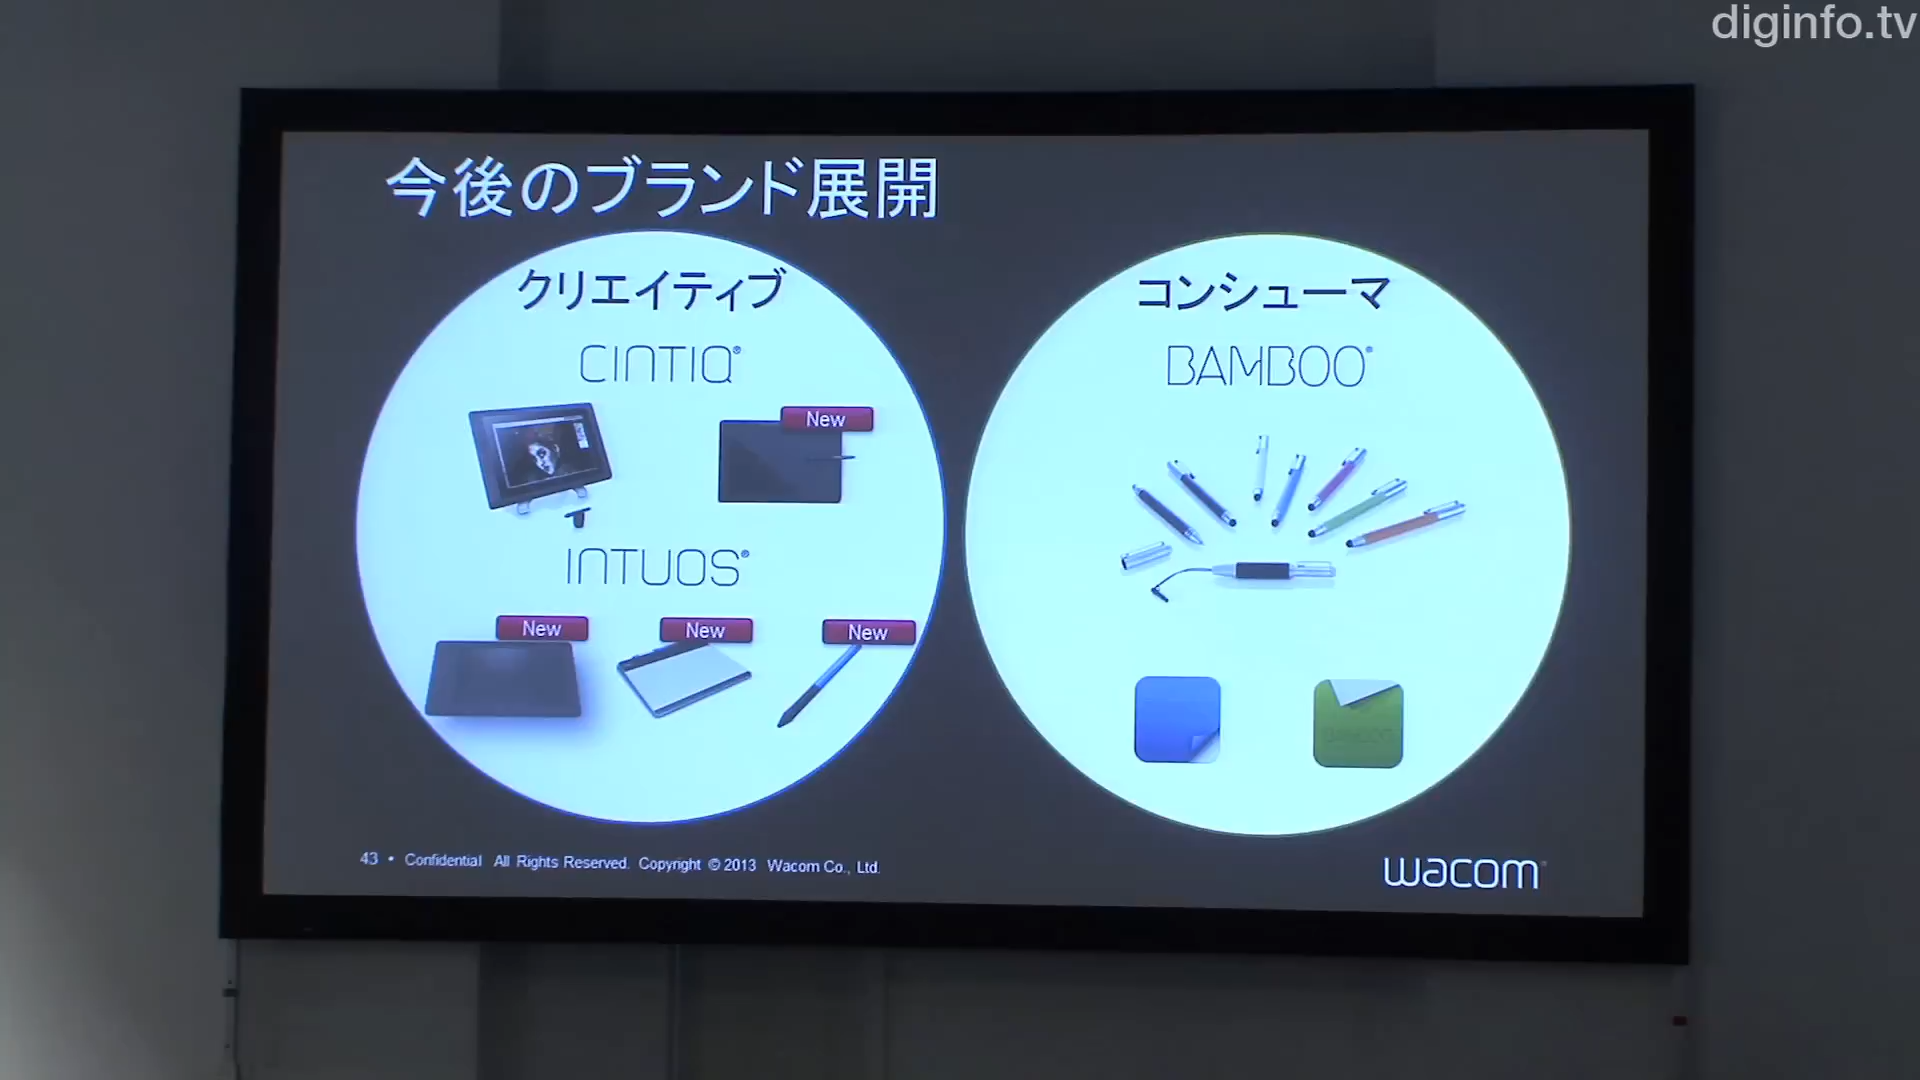 diginfo.tv
今後のブランド展開
クリエイティブ
CINTIQ®
New
INTUOS®
New
New
New
コンシューマ
BAMBOO®
BAMBOO
43 • Confidential All Rights Reserved. Copyright © 2013 Wacom Co., Ltd.
wacom